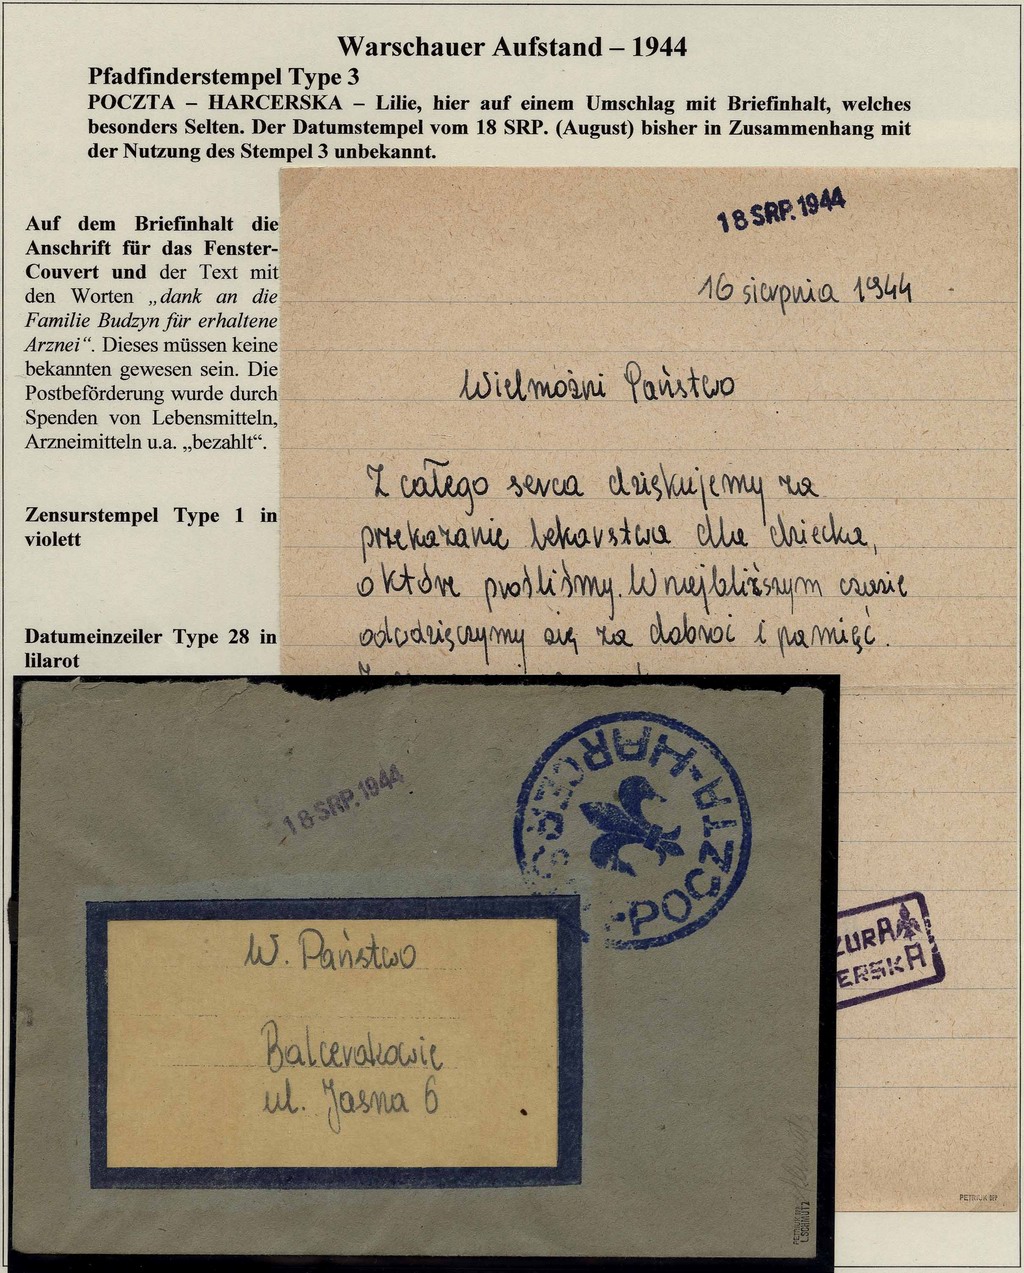 Warschauer Aufstand – 1944
Pfadfinderstempel Type 3
POCZTA – HARCERSKA – Lilie, hier auf einem Umschlag mit Briefinhalt, welches
besonders Selten. Der Datumstempel vom 18 SRP. (August) bisher in Zusammenhang mit
der Nutzung des Stempel 3 unbekannt.
Auf dem Briefinhalt die
Anschrift für das Fenster-
Couvert und der Text mit
den Worten „dank an die
Familie Budzyn für erhaltene
Arznei“. Dieses müssen keine
bekannten gewesen sein. Die
Postbeförderung wurde durch
Spenden von Lebensmitteln,
Arzneimitteln u.a. „bezahlt“.
Zensurstempel Type 1 in
violett
Datumeinzeiler Type 28 in
lilarot
18 SRP. 1944
16 sierpnia 1944
Wielmożni Państwo
Z całego serca dziękujemy za
przekazanie lekarstwa dla dziecka,
o które prosiliśmy. W najbliższym czasie
odwdzięczymy się za dobroć i pamięć.
18 SRP. 1944
POCZTA-HARCERS
W. Państwo
Balcerakowie
ul. Jasna 6
ZURA
ERSKA
L.SCHMUTZ